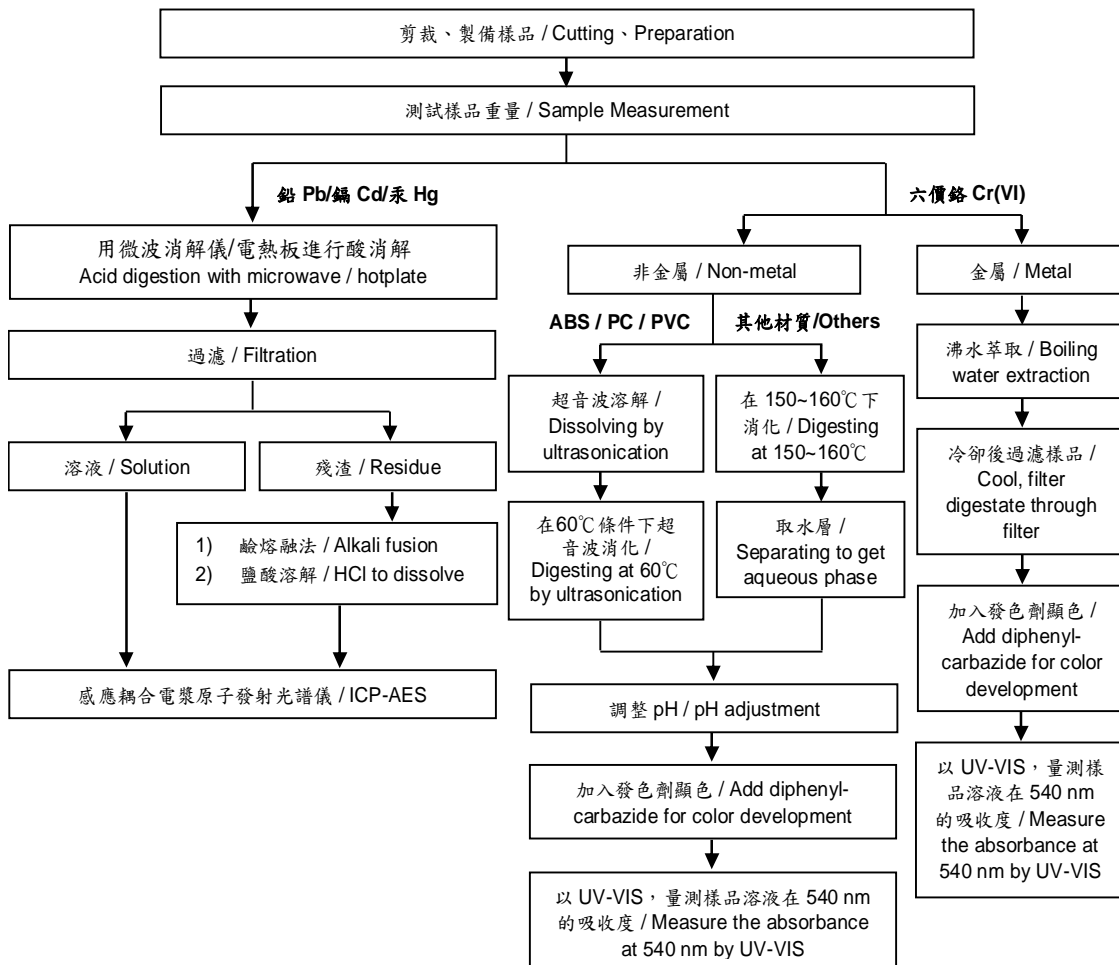 剪裁、製備樣品 / Cutting、Preparation
測試樣品重量 / Sample Measurement
鉛 Pb/鎘 Cd/汞 Hg
六價鉻 Cr(VI)
用微波消解儀/電熱板進行酸消解
Acid digestion with microwave / hotplate
過濾 / Filtration
溶液 / Solution
殘渣 / Residue
1) 鹼熔融法 / Alkali fusion
2) 鹽酸溶解 / HCl to dissolve
感應耦合電漿原子發射光譜儀 / ICP-AES
非金屬 / Non-metal
ABS / PC / PVC
其他材質/Others
超音波溶解 /
Dissolving by
ultrasonication
在60℃條件下超
音波消化 /
Digesting at 60℃
by ultrasonication
在 150~160℃下
消化 / Digesting
at 150~160℃
取水層 /
Separating to get
aqueous phase
調整 pH / pH adjustment
加入發色劑顯色 / Add diphenyl-
carbazide for color development
以 UV-VIS，量測樣品溶液在 540 nm
的吸收度 / Measure the absorbance
at 540 nm by UV-VIS
金屬 / Metal
沸水萃取 / Boiling
water extraction
冷卻後過濾樣品 /
Cool, filter
digestate through
filter
加入發色劑顯色 /
Add diphenyl-
carbazide for color
development
以 UV-VIS，量測樣
品溶液在 540 nm
的吸收度 / Measure
the absorbance at
540 nm by UV-VIS